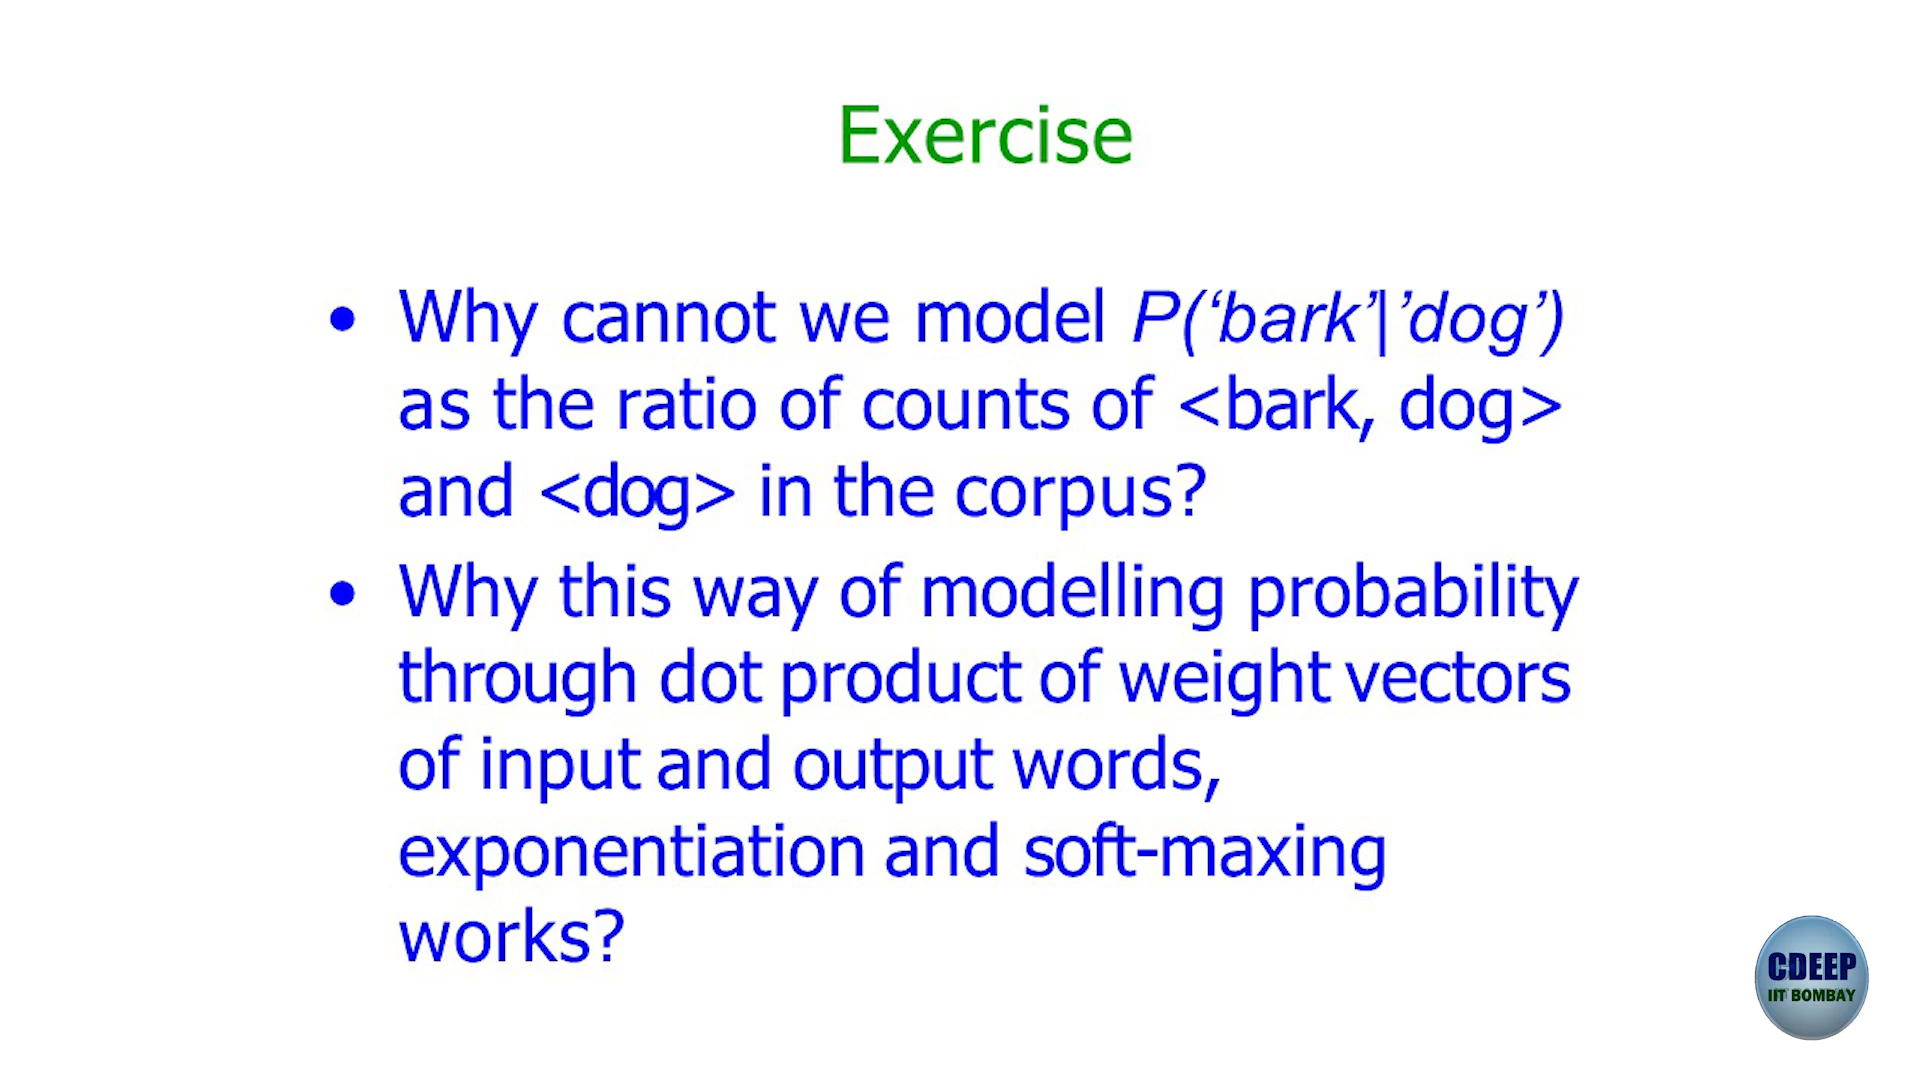 Exercise
• Why cannot we model P(‘bark’|’dog’)
as the ratio of counts of <bark, dog>
and <dog> in the corpus?
• Why this way of modelling probability
through dot product of weight vectors
of input and output words,
exponentiation and soft-maxing
works?
CDEEP
IIT BOMBAY